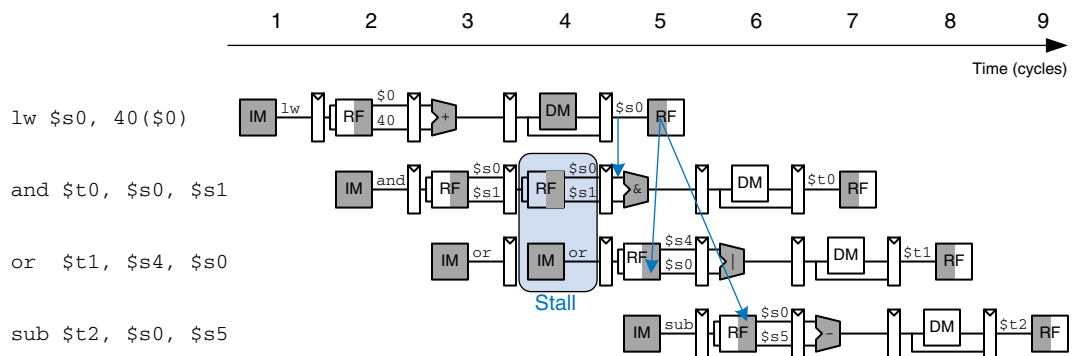 1 2 3 4 5 6 7 8 9
Time (cycles)
lw $s0, 40($0) IM lw RF $0 40 + DM $s0 RF
and $t0, $s0, $s1 IM and RF $s0 $s1 RF $s0 $s1 & DM $t0 RF
or $t1, $s4, $s0 IM or IM or RF $s4 $s0 | DM $t1 RF
Stall
sub $t2, $s0, $s5 IM sub RF $s0 $s5 - DM $t2 RF